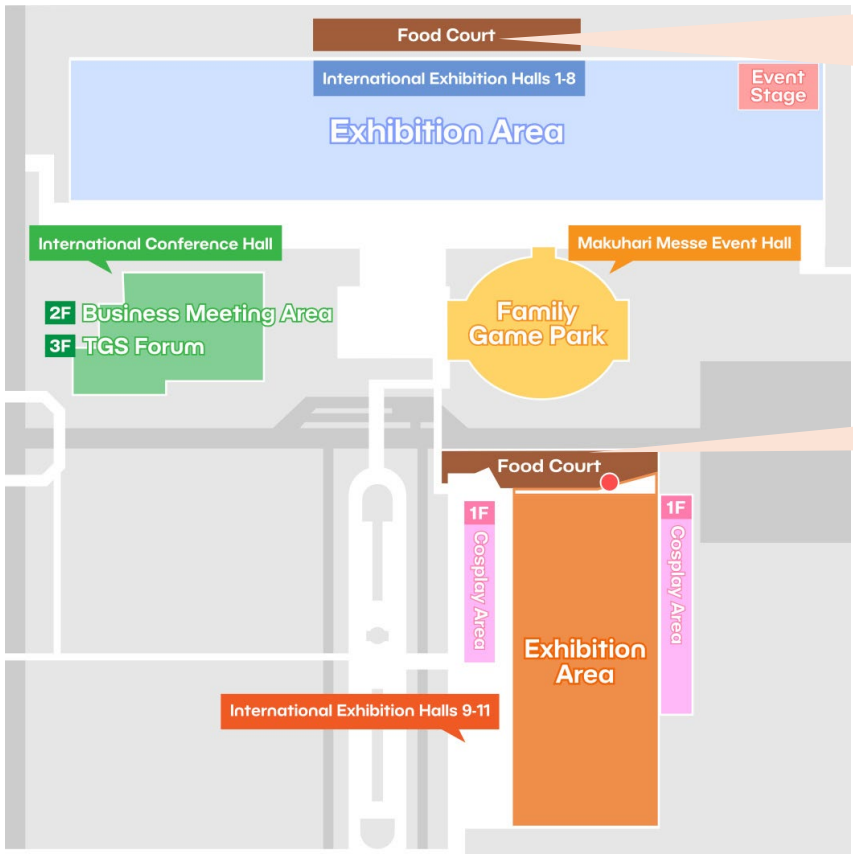 Food Court
International Exhibition Halls 1-8
Event
Stage
Exhibition Area
International Conference Hall
Makuhari Messe Event Hall
2F Business Meeting Area
3F TGS Forum
Family
Game Park
Food Court
1F
Cosplay Area
1F
Cosplay Area
Exhibition
Area
International Exhibition Halls 9-11